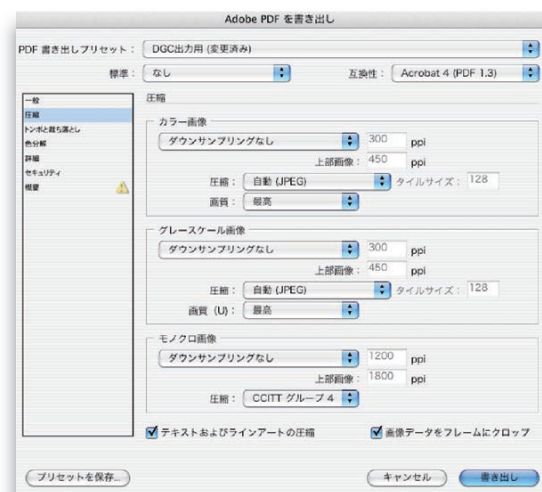 Adobe PDF を書き出し
PDF 書き出しプリセット： DGC出力用 (変更済み)
標準： なし 互換性： Acrobat 4 (PDF 1.3)
一般
圧縮
トンボと裁ち落とし
色分解
詳細
セキュリティ
概要
圧縮
カラー画像
ダウンサンプリングなし 300 ppi
上部画像： 450 ppi
圧縮： 自動 (JPEG) タイルサイズ： 128
画質： 最高
グレースケール画像
ダウンサンプリングなし 300 ppi
上部画像： 450 ppi
圧縮： 自動 (JPEG) タイルサイズ： 128
画質 (U)： 最高
モノクロ画像
ダウンサンプリングなし 1200 ppi
上部画像： 1800 ppi
圧縮： CCITT グループ 4
テキストおよびラインアートの圧縮 画像データをフレームにクロップ
プリセットを保存... キャンセル 書き出し